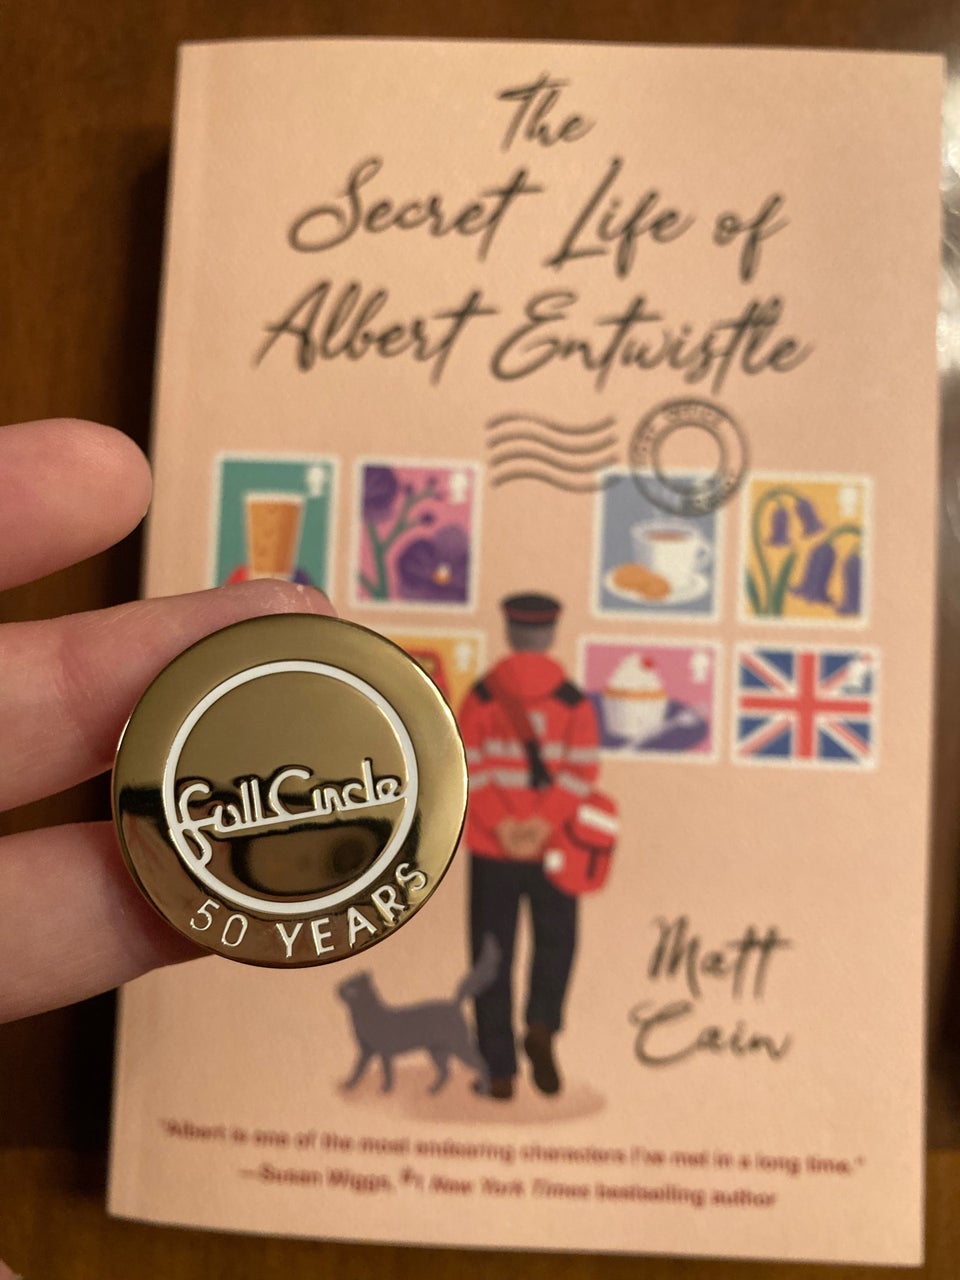 The
Secret Life of
Albert Entwistle
Full Circle
50 YEARS
Matt
Cain
"Albert is one of the most endearing characters I've met in a long time."
—Susan Wiggs, #1 New York Times bestselling author